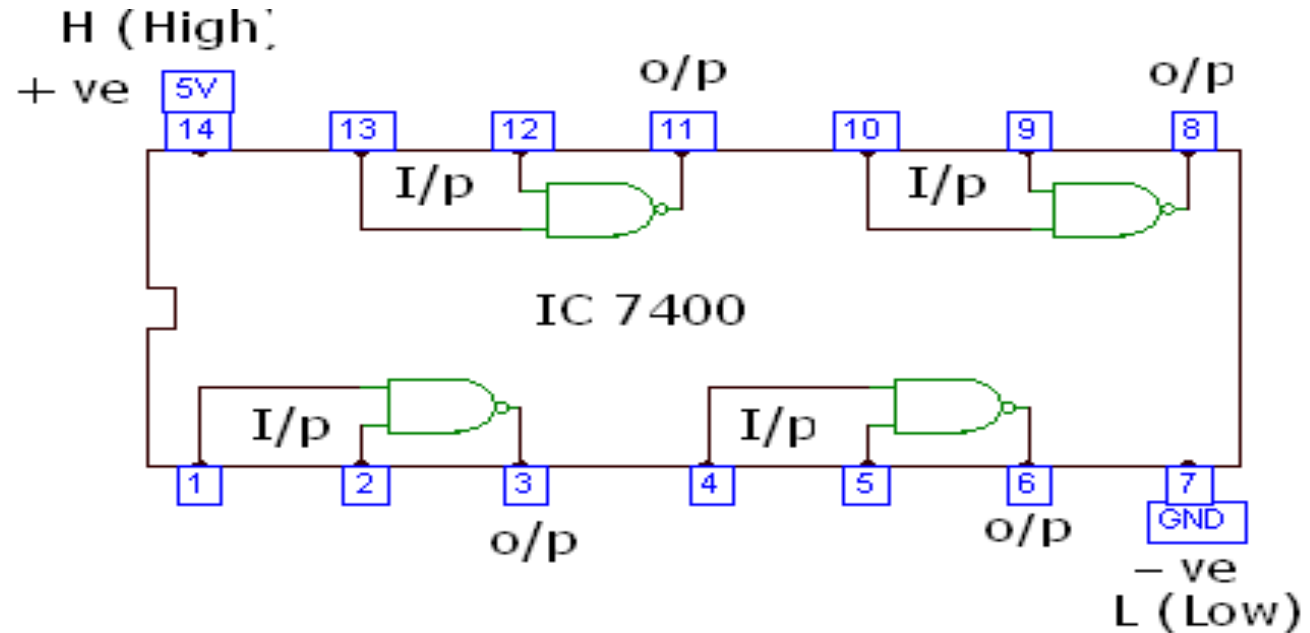 H (High)
+ ve 5V o/p o/p
14 13 12 11 10 9 8
I/p I/p
IC 7400
I/p I/p
1 2 3 4 5 6 7
o/p o/p GND
– ve
L (Low)